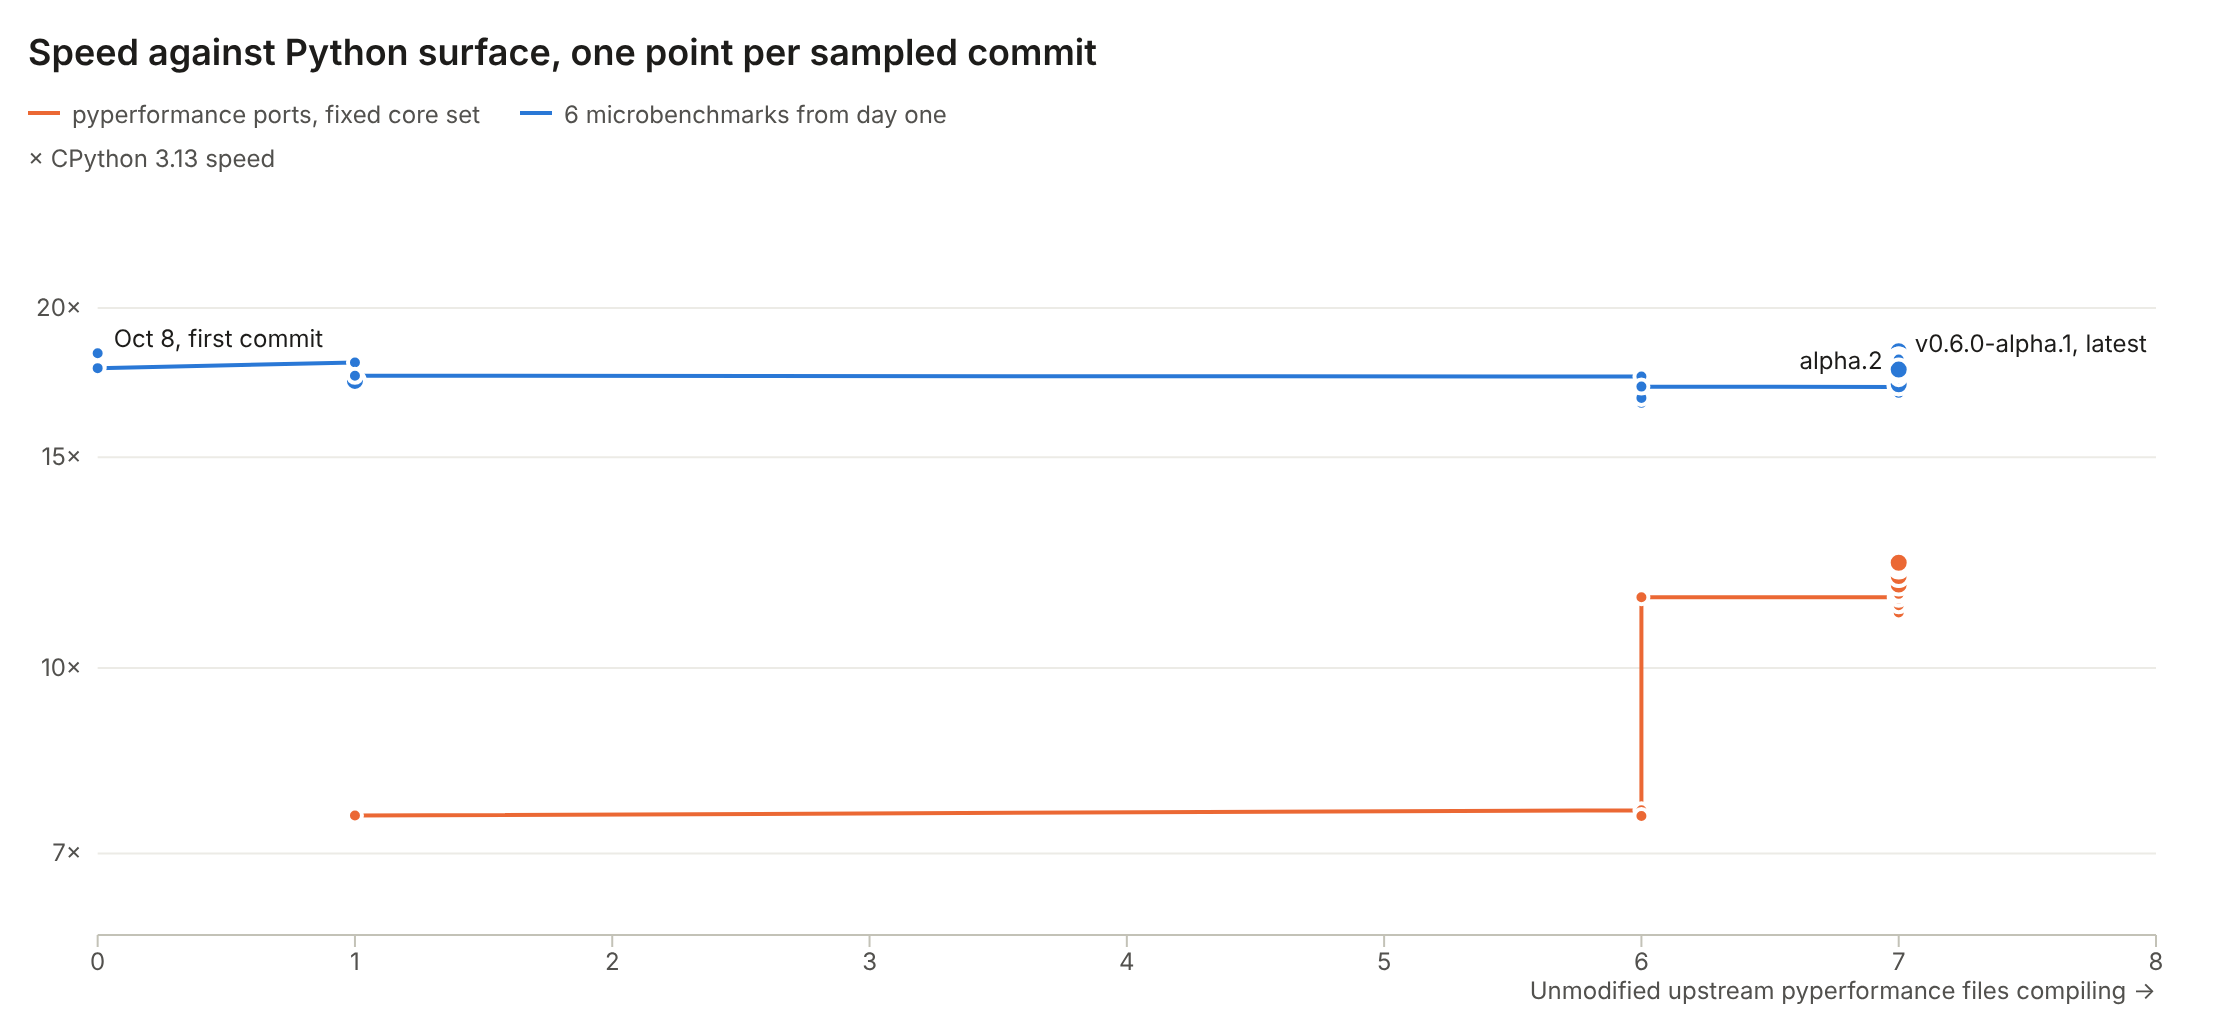 Speed against Python surface, one point per sampled commit
pyperformance ports, fixed core set
6 microbenchmarks from day one
× CPython 3.13 speed
20×
Oct 8, first commit
v0.6.0-alpha.1, latest
alpha.2
15×
10×
7×
0 1 2 3 4 5 6 7 8
Unmodified upstream pyperformance files compiling →